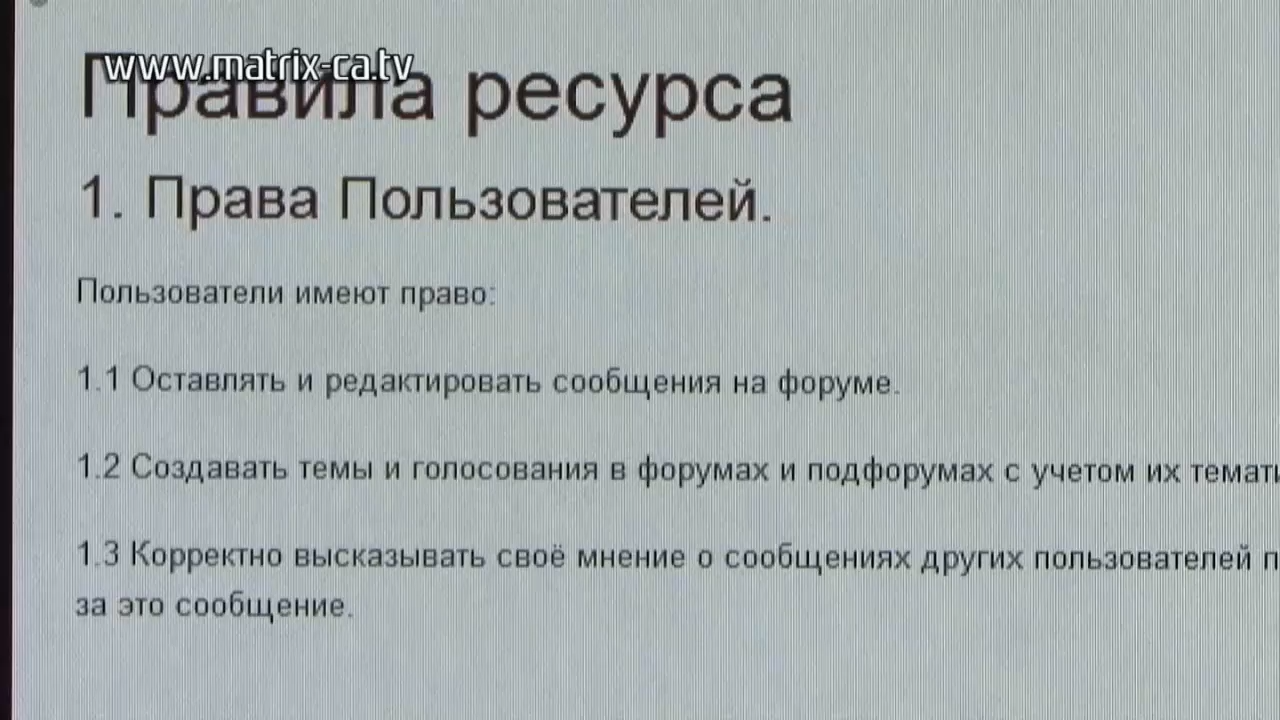 www.matrix-ca.tv
Правила ресурса
1. Права Пользователей.
Пользователи имеют право:
1.1 Оставлять и редактировать сообщения на форуме.
1.2 Создавать темы и голосования в форумах и подфорумах с учетом их
1.3 Корректно высказывать своё мнение о сообщениях других пользователей
за это сообщение.